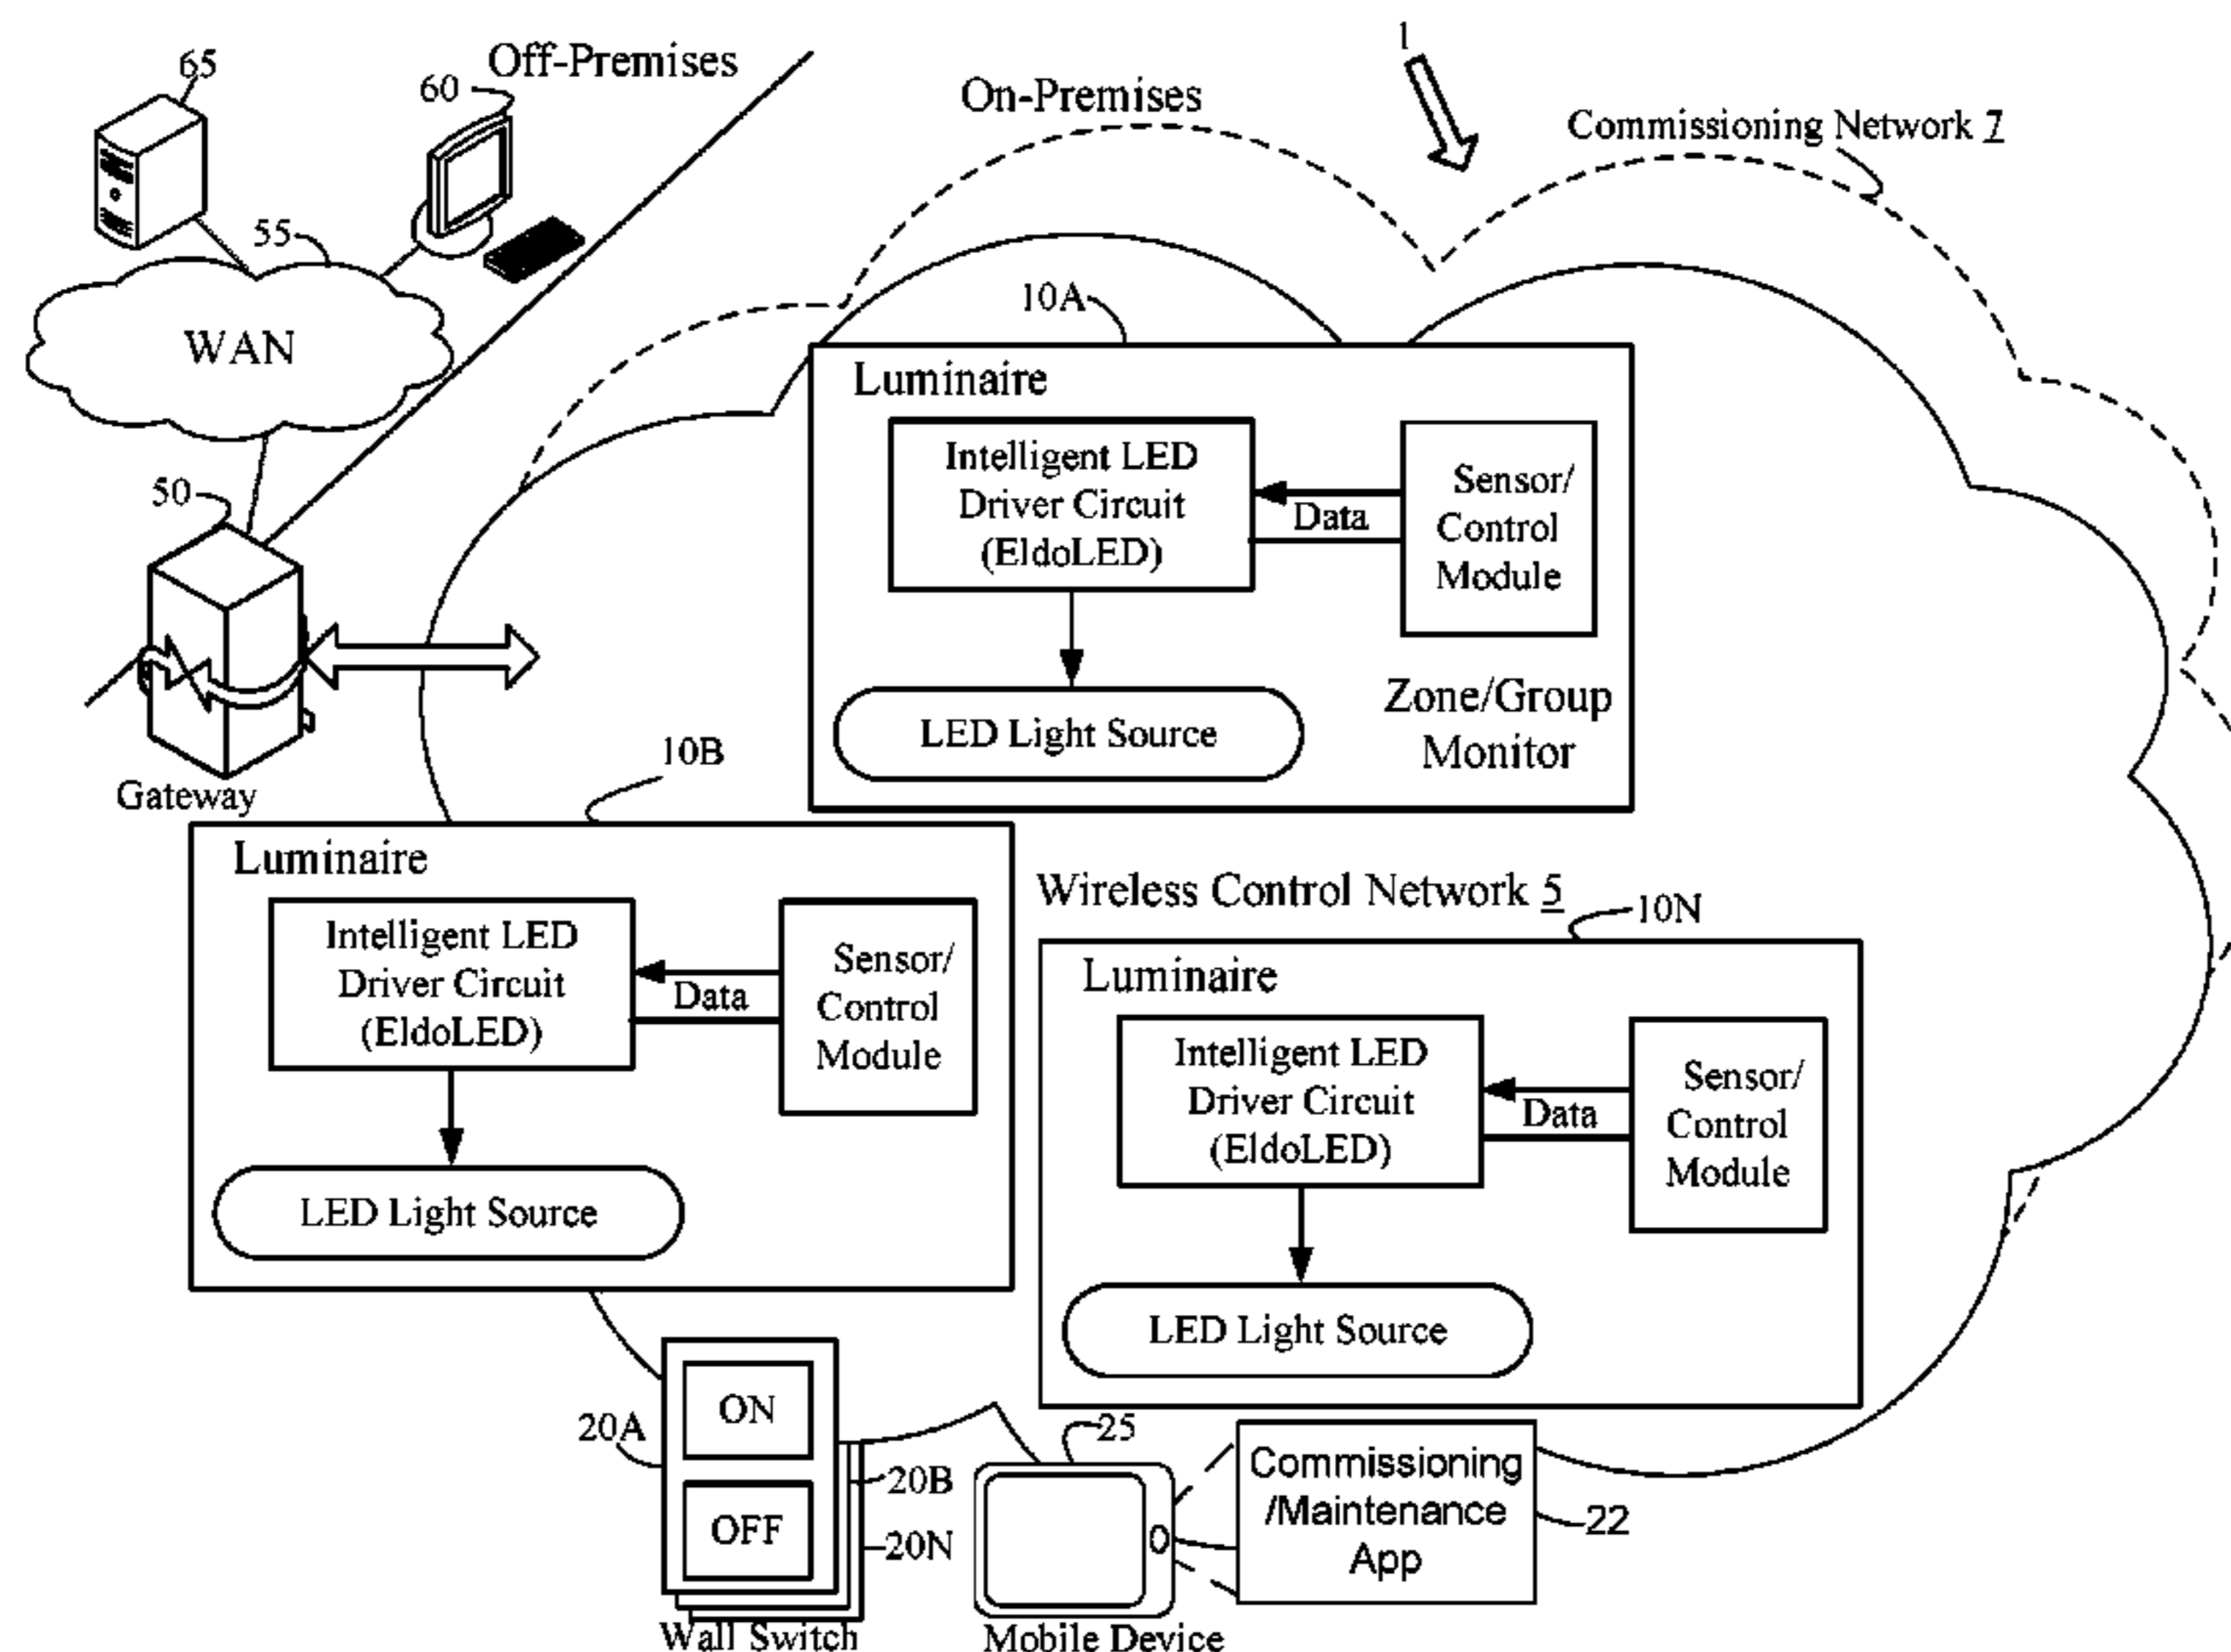 65
Off-Premises
60
1
On-Premises
Commissioning Network 7
55
WAN
10A
Luminaire
Intelligent LED
Driver Circuit
(EldoLED)
Data
Sensor/
Control
Module
LED Light Source
Zone/Group
Monitor
50
Gateway
10B
Luminaire
Intelligent LED
Driver Circuit
(EldoLED)
Data
Sensor/
Control
Module
LED Light Source
Wireless Control Network 5
10N
Luminaire
Intelligent LED
Driver Circuit
(EldoLED)
Data
Sensor/
Control
Module
LED Light Source
20A
ON
OFF
20B
20N
Wall Switch
25
Mobile Device
Commissioning
/Maintenance
App
22